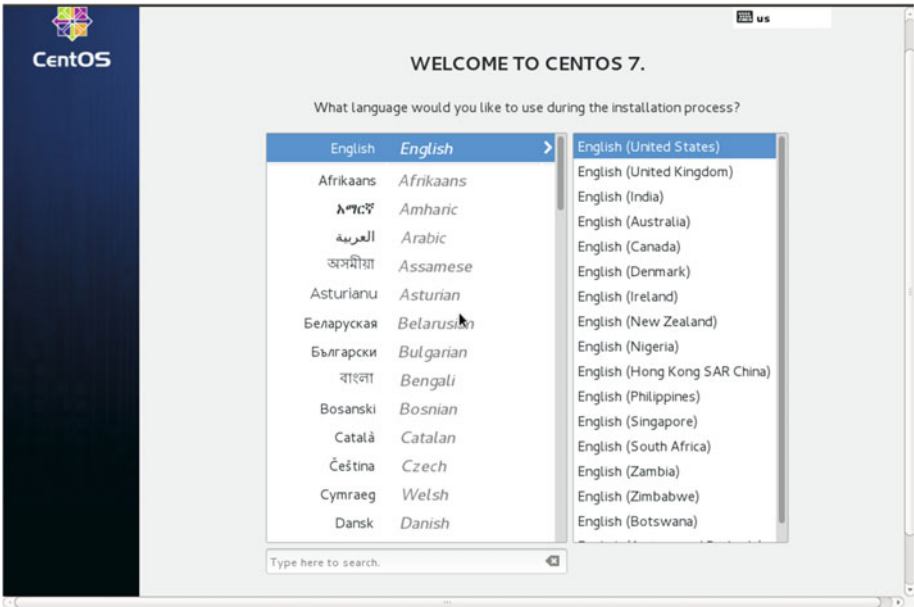 us
CentOS
WELCOME TO CENTOS 7.
What language would you like to use during the installation process?
English English
Afrikaans Afrikaans
አማርኛ Amharic
العربية Arabic
অসমীয়া Assamese
Asturianu Asturian
Беларуская Belarusian
Български Bulgarian
বাংলা Bengali
Bosanski Bosnian
Català Catalan
Čeština Czech
Cymraeg Welsh
Dansk Danish
English (United States)
English (United Kingdom)
English (India)
English (Australia)
English (Canada)
English (Denmark)
English (Ireland)
English (New Zealand)
English (Nigeria)
English (Hong Kong SAR China)
English (Philippines)
English (Singapore)
English (South Africa)
English (Zambia)
English (Zimbabwe)
English (Botswana)
Type here to search.